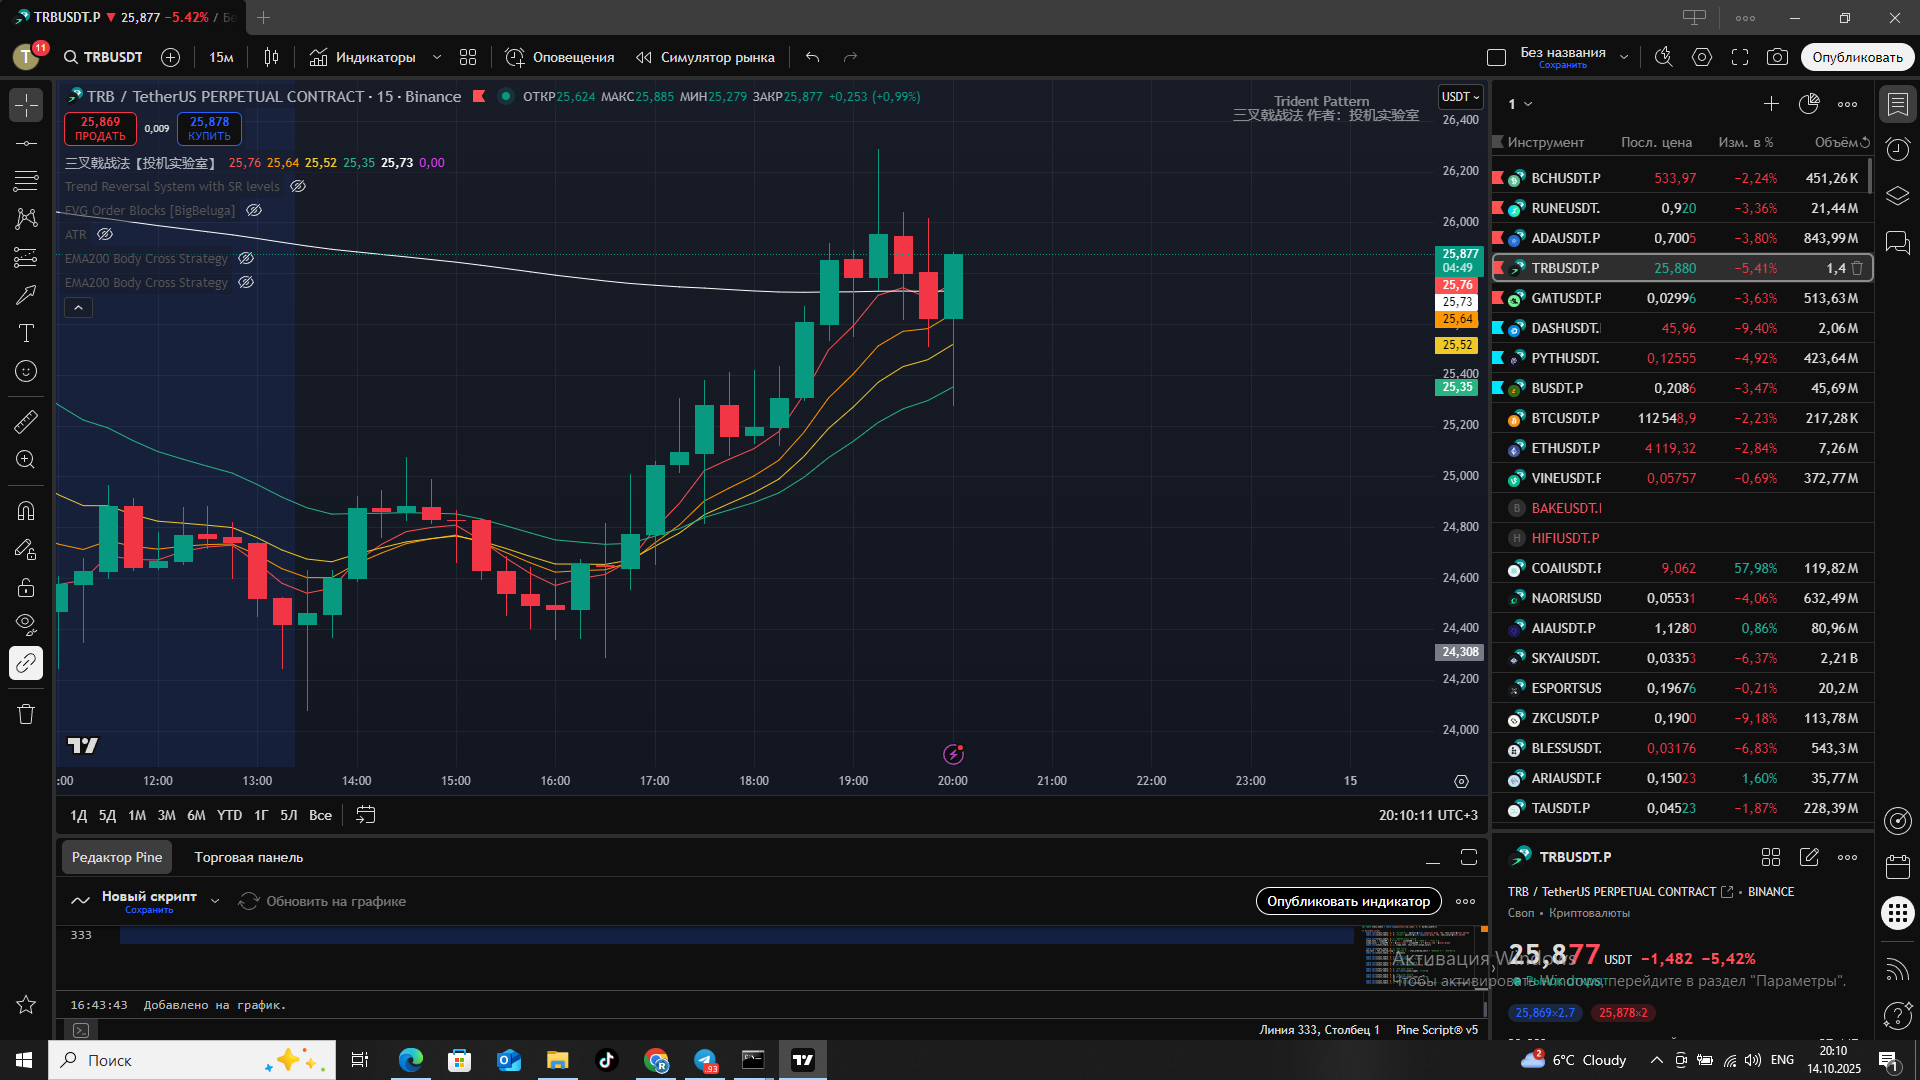 TRBUSDT.P ▼ 25,877 −5.42% / Бе
T 11 TRBUSDT 15м Индикаторы Оповещения Симулятор рынка Без названия Сохранить Опубликовать
TRB / TetherUS PERPETUAL CONTRACT · 15 · Binance ОТКР25,624 МАКС25,885 МИН25,279 ЗАКР25,877 +0,253 (+0,99%)
25,869 ПРОДАТЬ 0,009 25,878 КУПИТЬ
三叉戟战法【投机实验室】 25,76 25,64 25,52 25,35 25,73 0,00
Trend Reversal System with SR levels
FVG Order Blocks [BigBeluga]
ATR
EMA200 Body Cross Strategy
EMA200 Body Cross Strategy
Trident Pattern
三叉戟战法 作者：投机实验室
USDT
26,400
26,200
26,000
25,877
04:49
25,76
25,73
25,64
25,52
25,400
25,35
25,200
25,000
24,800
24,600
24,400
24,308
24,200
24,000
:00 12:00 13:00 14:00 15:00 16:00 17:00 18:00 19:00 20:00 21:00 22:00 23:00 15
1Д 5Д 1М 3М 6М YTD 1Г 5Л Все 20:10:11 UTC+3
Редактор Pine Торговая панель
Новый скрипт Сохранить Обновить на графике Опубликовать индикатор
333
16:43:43 Добавлено на график.
Линия 333, Столбец 1 Pine Script® v5
1
Инструмент Посл. цена Изм. в % Объём
BCHUSDT.P 533,97 −2,24% 451,26 K
RUNEUSDT. 0,920 −3,36% 21,44 M
ADAUSDT.P 0,7005 −3,80% 843,99 M
TRBUSDT.P 25,880 −5,41% 1,4
GMTUSDT.P 0,02996 −3,63% 513,63 M
DASHUSDT. 45,96 −9,40% 2,06 M
PYTHUSDT. 0,12555 −4,92% 423,64 M
BUSDT.P 0,2086 −3,47% 45,69 M
BTCUSDT.P 112 548,9 −2,23% 217,28 K
ETHUSDT.P 4 119,32 −2,84% 7,26 M
VINEUSDT.P 0,05757 −0,69% 372,77 M
B BAKEUSDT.
H HIFIUSDT.P
COAIUSDT.P 9,062 57,98% 119,82 M
NAORISUSD 0,05531 −4,06% 632,49 M
AIAUSDT.P 1,1280 0,86% 80,96 M
SKYAIUSDT. 0,03353 −6,37% 2,21 B
ESPORTSUS 0,19676 −0,21% 20,2 M
ZKCUSDT.P 0,1900 −9,18% 113,78 M
BLESSUSDT. 0,03176 −6,83% 543,3 M
ARIAUSDT.P 0,15023 1,60% 35,77 M
TAUSDT.P 0,04523 −1,87% 228,39 M
TRBUSDT.P
TRB / TetherUS PERPETUAL CONTRACT • BINANCE
Своп • Криптовалюты
25,877 USDT −1,482 −5,42%
Активация Windows
Чтобы активировать Windows, перейдите в раздел "Параметры".
25,869×2.7 25,878×2
Поиск 93 2 6°C Cloudy ENG 20:10 14.10.2025 1